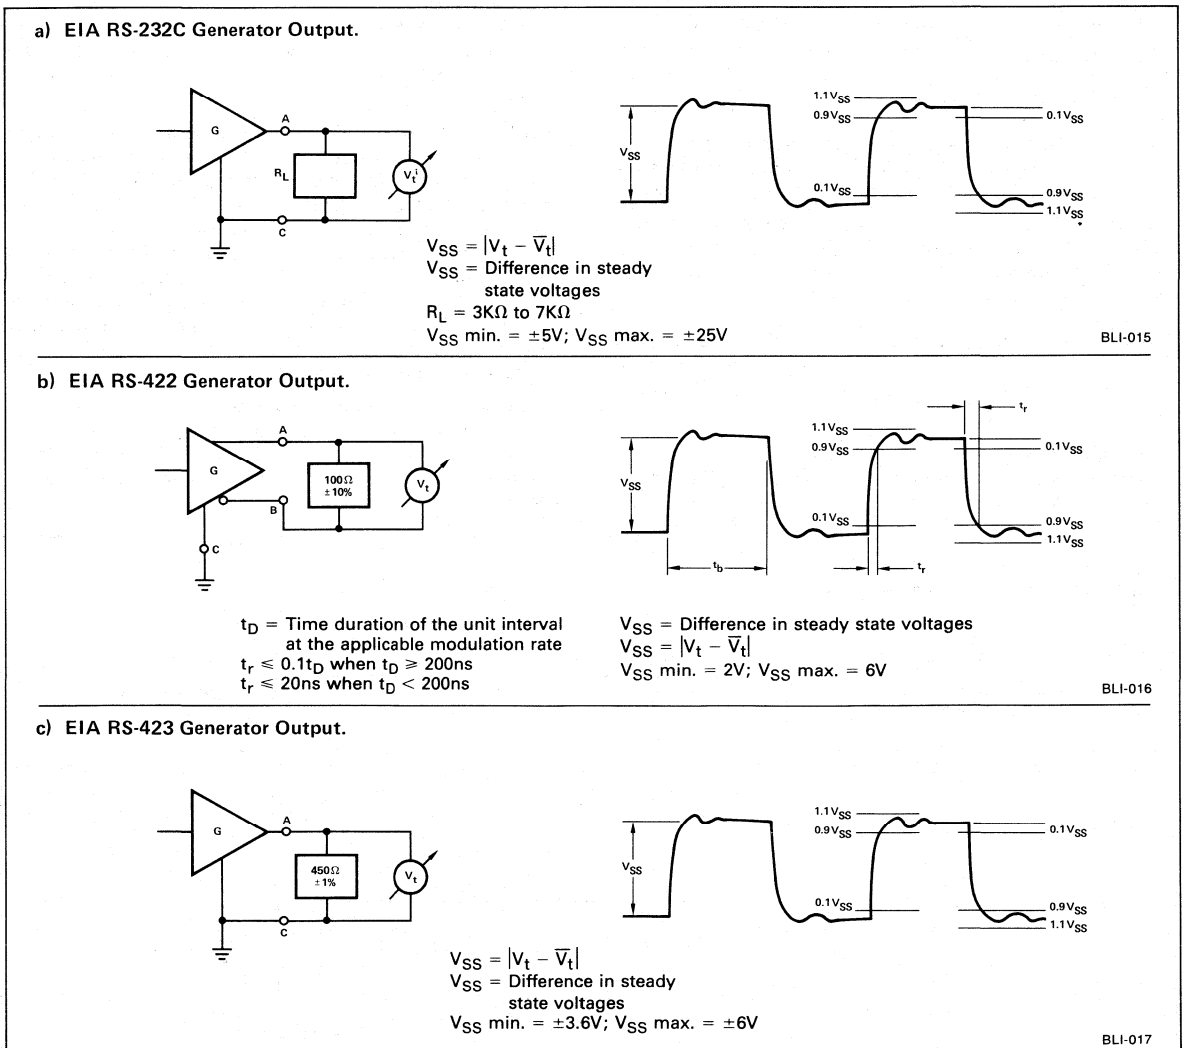 a) EIA RS-232C Generator Output.
G
A
R_L
V_t^i
C
V_SS
1.1V_SS
0.9V_SS
0.1V_SS
0.1V_SS
0.9V_SS
1.1V_SS
V_SS = |V_t − V̅_t|
V_SS = Difference in steady
state voltages
R_L = 3KΩ to 7KΩ
V_SS min. = ±5V; V_SS max. = ±25V
BLI-015
b) EIA RS-422 Generator Output.
G
A
B
C
100Ω
±10%
V_t
V_SS
t_b
1.1V_SS
0.9V_SS
0.1V_SS
t_r
t_r
0.1V_SS
0.9V_SS
1.1V_SS
t_D = Time duration of the unit interval
at the applicable modulation rate
t_r ≤ 0.1t_D when t_D ≥ 200ns
t_r ≤ 20ns when t_D < 200ns
V_SS = Difference in steady state voltages
V_SS = |V_t − V̅_t|
V_SS min. = 2V; V_SS max. = 6V
BLI-016
c) EIA RS-423 Generator Output.
G
A
450Ω
±1%
V_t
C
V_SS
1.1V_SS
0.9V_SS
0.1V_SS
0.1V_SS
0.9V_SS
1.1V_SS
V_SS = |V_t − V̅_t|
V_SS = Difference in steady
state voltages
V_SS min. = ±3.6V; V_SS max. = ±6V
BLI-017